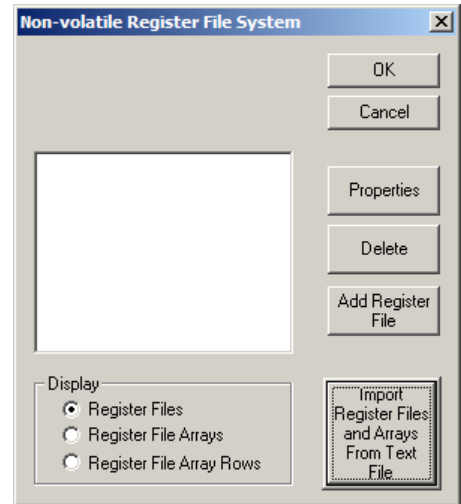 Non-volatile Register File System
OK
Cancel
Properties
Delete
Add Register
File
Display
Register Files
Register File Arrays
Register File Array Rows
Import
Register Files
and Arrays
From Text
File